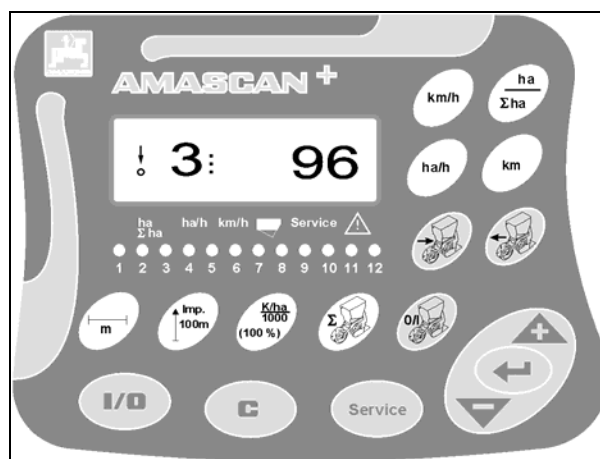 AMASCAN+
km/h
ha
Σha
3 96
ha/h
km
ha
Σha
ha/h km/h Service
1 2 3 4 5 6 7 8 9 10 11 12
m
Imp.
100m
K/ha
1000
(100 %)
Σ
0/I
I/O
C
Service
+
-